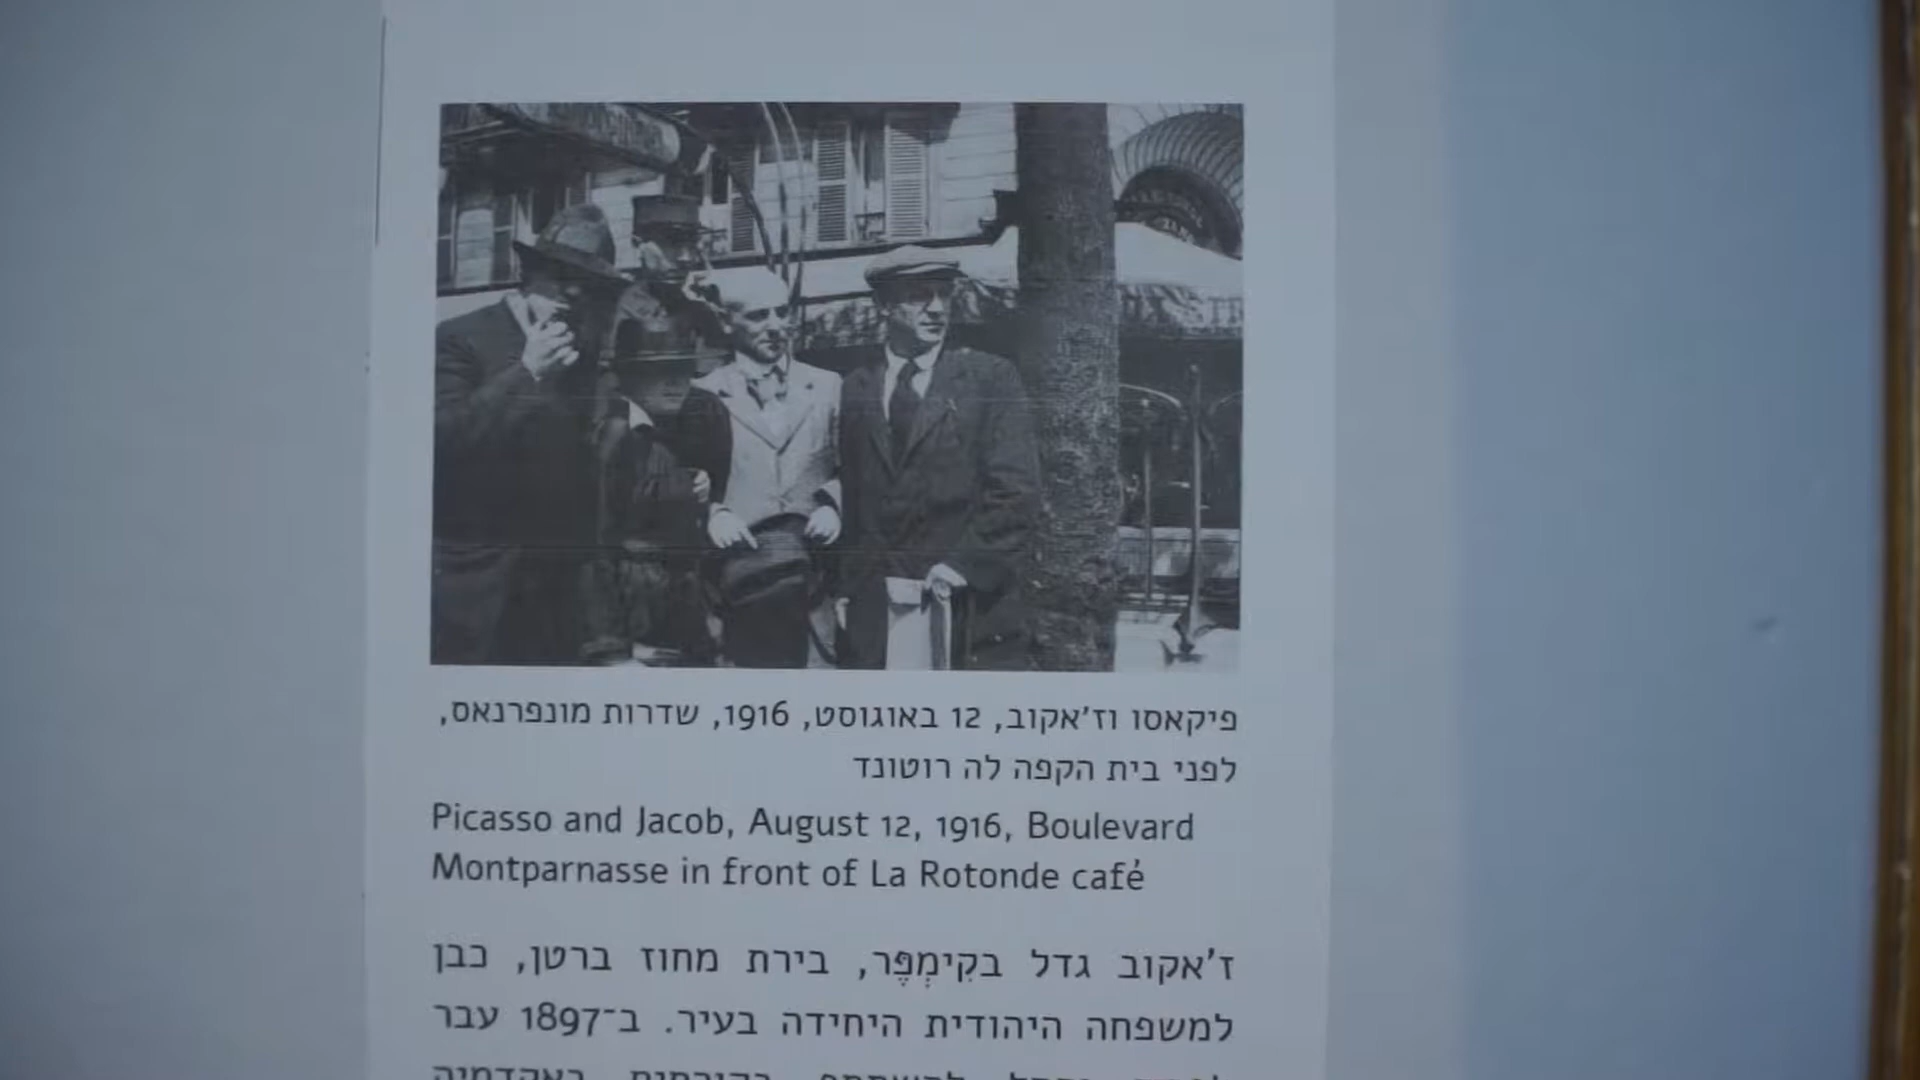 פיקאסו וז'אקוב, 12 באוגוסט, 1916, שדרות מונפרנאס,
לפני בית הקפה לה רוטונד
Picasso and Jacob, August 12, 1916, Boulevard
Montparnasse in front of La Rotonde café
ז'אקוב גדל בקִימְפֶּר, בירת מחוז ברטן, כבן
למשפחה היהודית היחידה בעיר. ב־1897 עבר